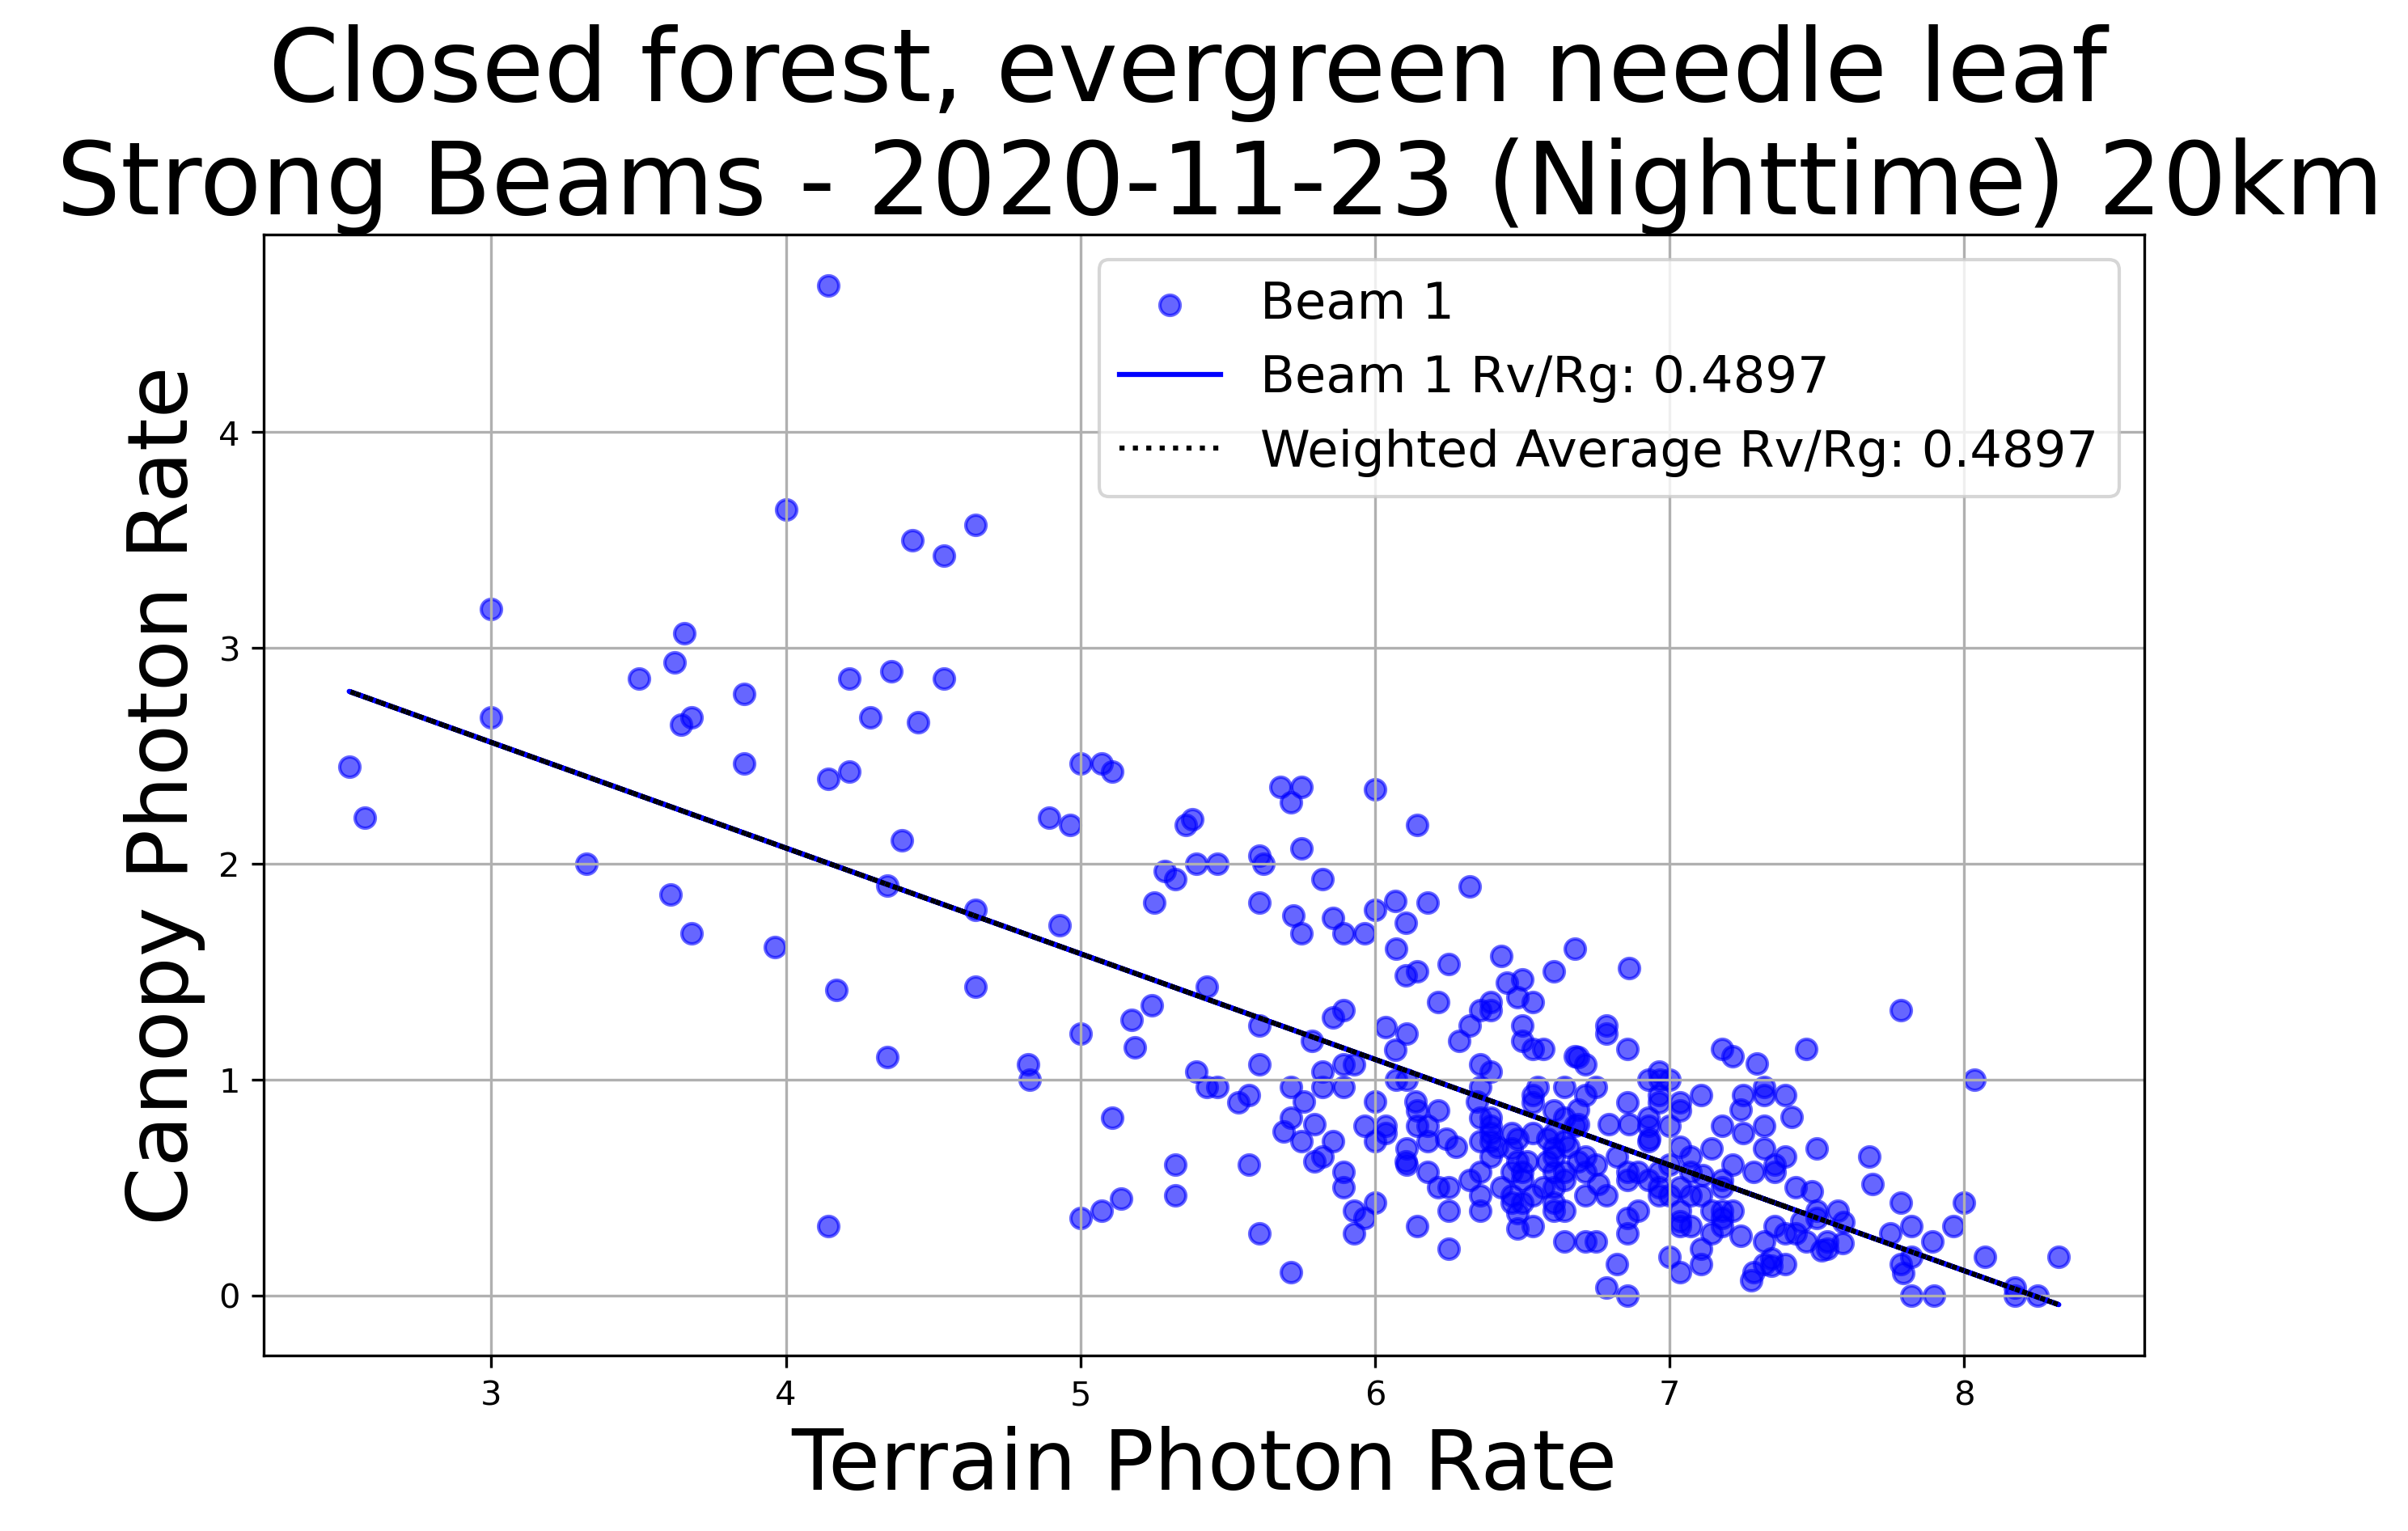 Closed forest, evergreen needle leaf
Strong Beams - 2020-11-23 (Nighttime) 20km
Beam 1
Beam 1 Rv/Rg: 0.4897
Weighted Average Rv/Rg: 0.4897
Canopy Photon Rate
4
3
2
1
0
3 4 5 6 7 8
Terrain Photon Rate